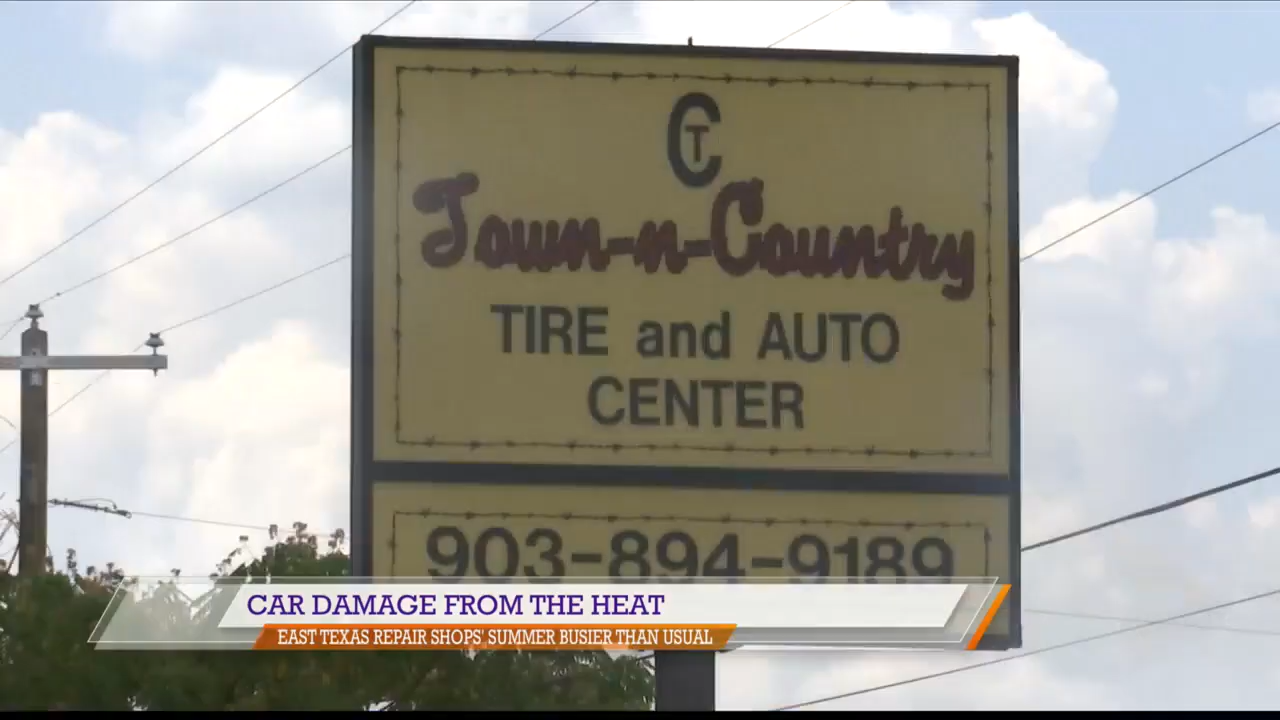 CT
Town-n-Country
TIRE and AUTO
CENTER
903-894-9189
CAR DAMAGE FROM THE HEAT
EAST TEXAS REPAIR SHOPS' SUMMER BUSIER THAN USUAL